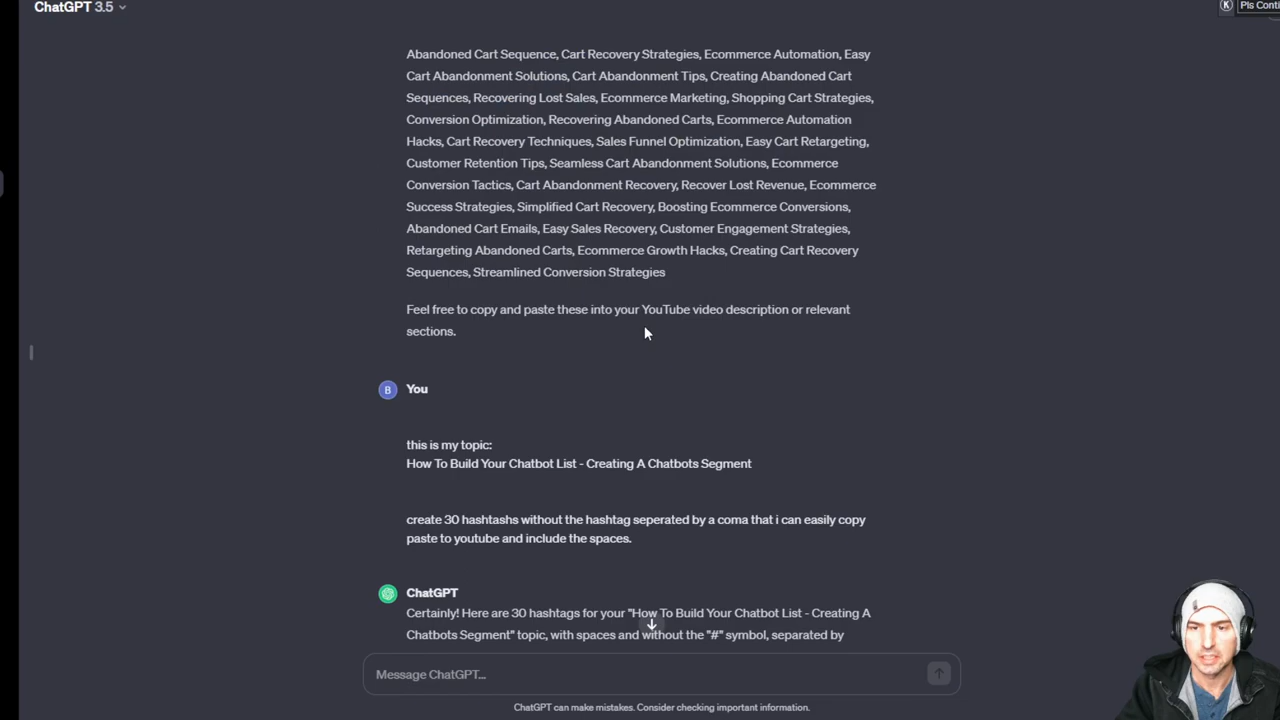 ChatGPT 3.5
K
Pls Conti
Abandoned Cart Sequence, Cart Recovery Strategies, Ecommerce Automation, Easy
Cart Abandonment Solutions, Cart Abandonment Tips, Creating Abandoned Cart
Sequences, Recovering Lost Sales, Ecommerce Marketing, Shopping Cart Strategies,
Conversion Optimization, Recovering Abandoned Carts, Ecommerce Automation
Hacks, Cart Recovery Techniques, Sales Funnel Optimization, Easy Cart Retargeting,
Customer Retention Tips, Seamless Cart Abandonment Solutions, Ecommerce
Conversion Tactics, Cart Abandonment Recovery, Recover Lost Revenue, Ecommerce
Success Strategies, Simplified Cart Recovery, Boosting Ecommerce Conversions,
Abandoned Cart Emails, Easy Sales Recovery, Customer Engagement Strategies,
Retargeting Abandoned Carts, Ecommerce Growth Hacks, Creating Cart Recovery
Sequences, Streamlined Conversion Strategies
Feel free to copy and paste these into your YouTube video description or relevant
sections.
B
You
this is my topic:
How To Build Your Chatbot List - Creating A Chatbots Segment
create 30 hashtashs without the hashtag seperated by a coma that i can easily copy
paste to youtube and include the spaces.
ChatGPT
Certainly! Here are 30 hashtags for your "How To Build Your Chatbot List - Creating A
Chatbots Segment" topic, with spaces and without the "#" symbol, separated by
Message ChatGPT...
ChatGPT can make mistakes. Consider checking important information.